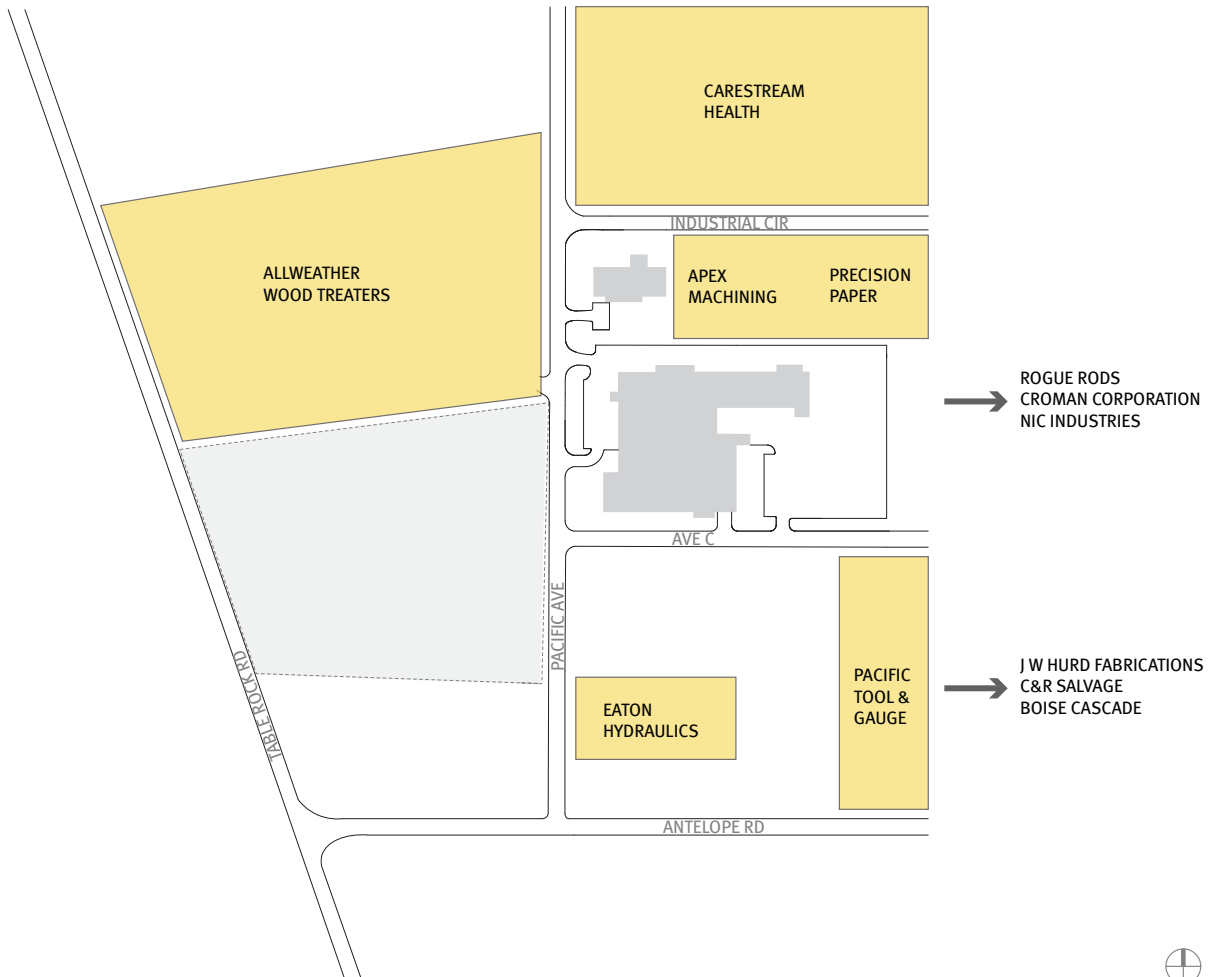 CARESTREAM
HEALTH
INDUSTRIAL CIR
ALLWEATHER
WOOD TREATERS
APEX
MACHINING
PRECISION
PAPER
ROGUE RODS
CROMAN CORPORATION
NIC INDUSTRIES
AVE C
PACIFIC AVE
TABLE ROCK RD
EATON
HYDRAULICS
PACIFIC
TOOL &
GAUGE
J W HURD FABRICATIONS
C&R SALVAGE
BOISE CASCADE
ANTELOPE RD